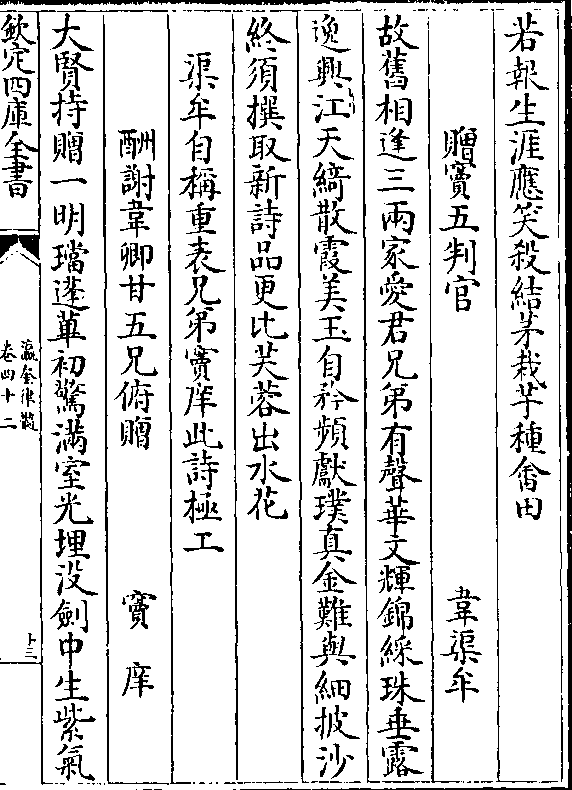 若報生涯應笑殺結茅栽芋種畬田
贈竇五判官
韋渠牟
故舊相逢三兩家愛君兄弟有聲華文輝錦綵珠垂露
逸興江天綺散霞美玉自矜頻獻璞真金難與細披沙
終須撰取新詩品更比芙蓉出水花
渠牟自稱重表兄弟竇庠此詩極工
酬謝韋卿甘五兄俯贈
竇庠
大賢持贈一明璫蓬蓽初驚滿室光埋没劍中生紫氣
欽定四庫全書
瀛奎律髓
卷四十二
十三